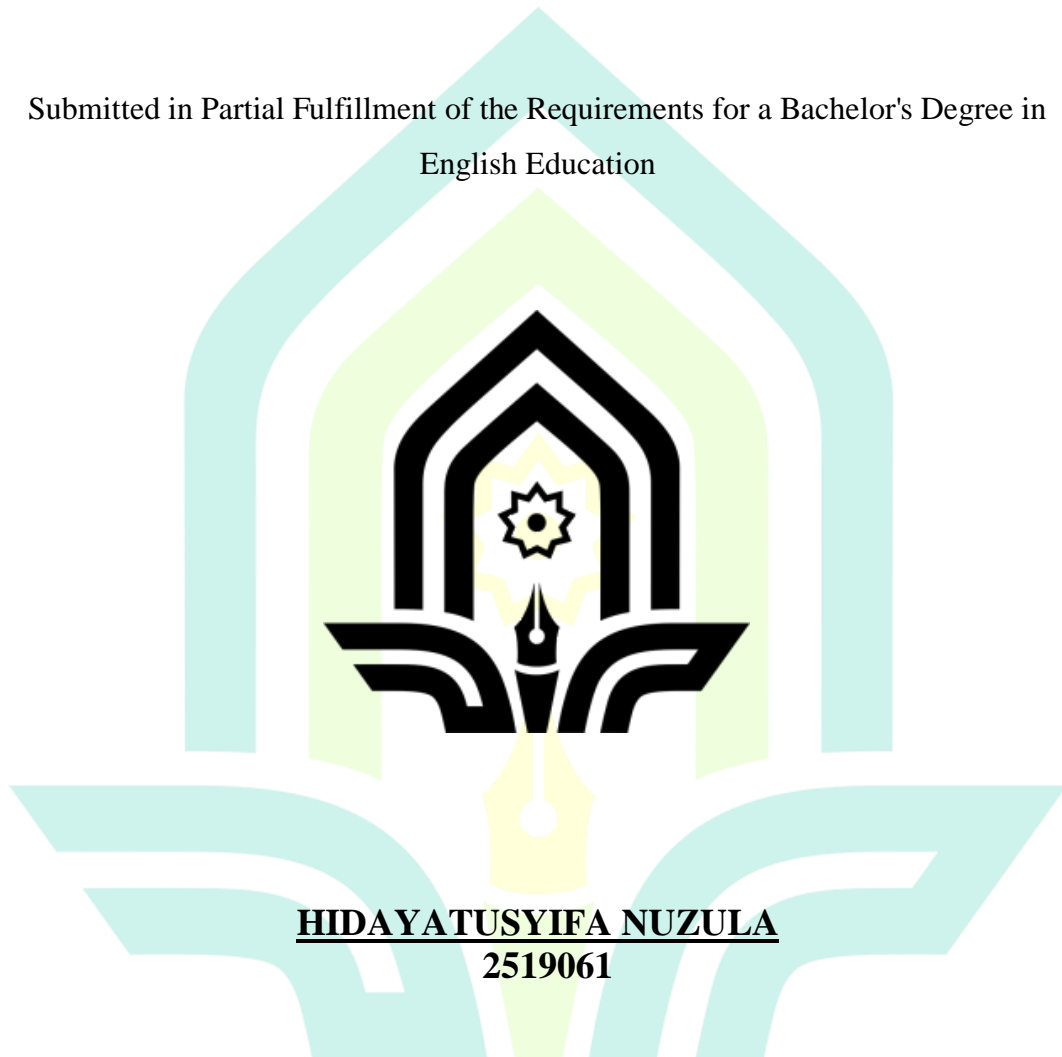 Submitted in Partial Fulfillment of the Requirements for a Bachelor's Degree in
English Education
HIDAYATUSYIFA NUZULA
2519061